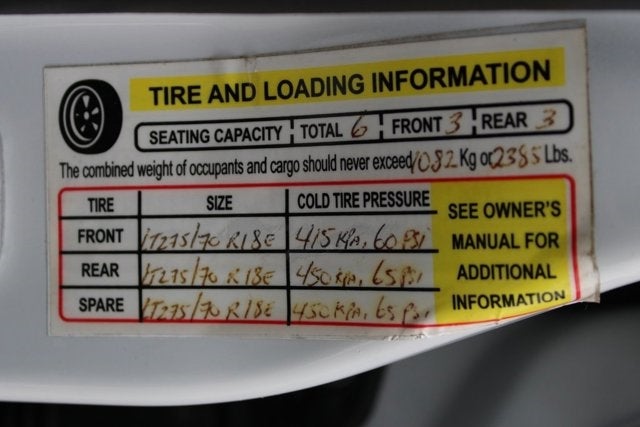 TIRE AND LOADING INFORMATION
SEATING CAPACITY TOTAL 6 FRONT 3 REAR 3
The combined weight of occupants and cargo should never exceed 1082 Kg or 2385 Lbs.
TIRE SIZE COLD TIRE PRESSURE
FRONT LT275/70 R18E 415 KPA, 60 PSI
REAR LT275/70 R18E 450 KPA, 65 PSI
SPARE LT275/70 R18E 450 KPA, 65 PSI
SEE OWNER'S
MANUAL FOR
ADDITIONAL
INFORMATION